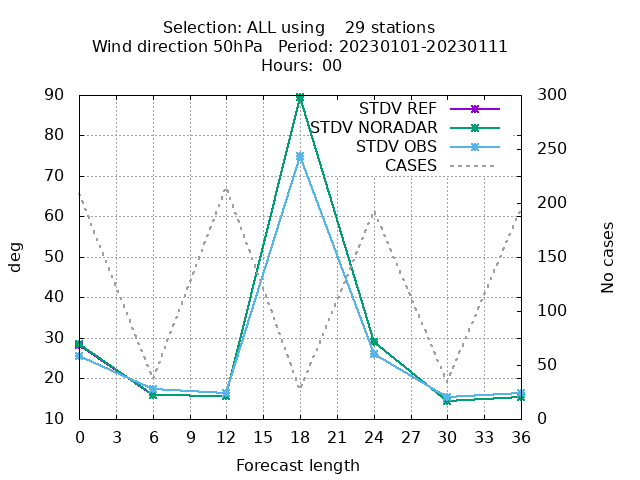 Selection: ALL using    29 stations
Wind direction 50hPa   Period: 20230101-20230111
Hours: 00
STDV REF
STDV NORADAR
STDV OBS
CASES
90
80
70
60
50
40
30
20
10
deg
300
250
200
150
100
50
0
No cases
0 3 6 9 12 15 18 21 24 27 30 33 36
Forecast length